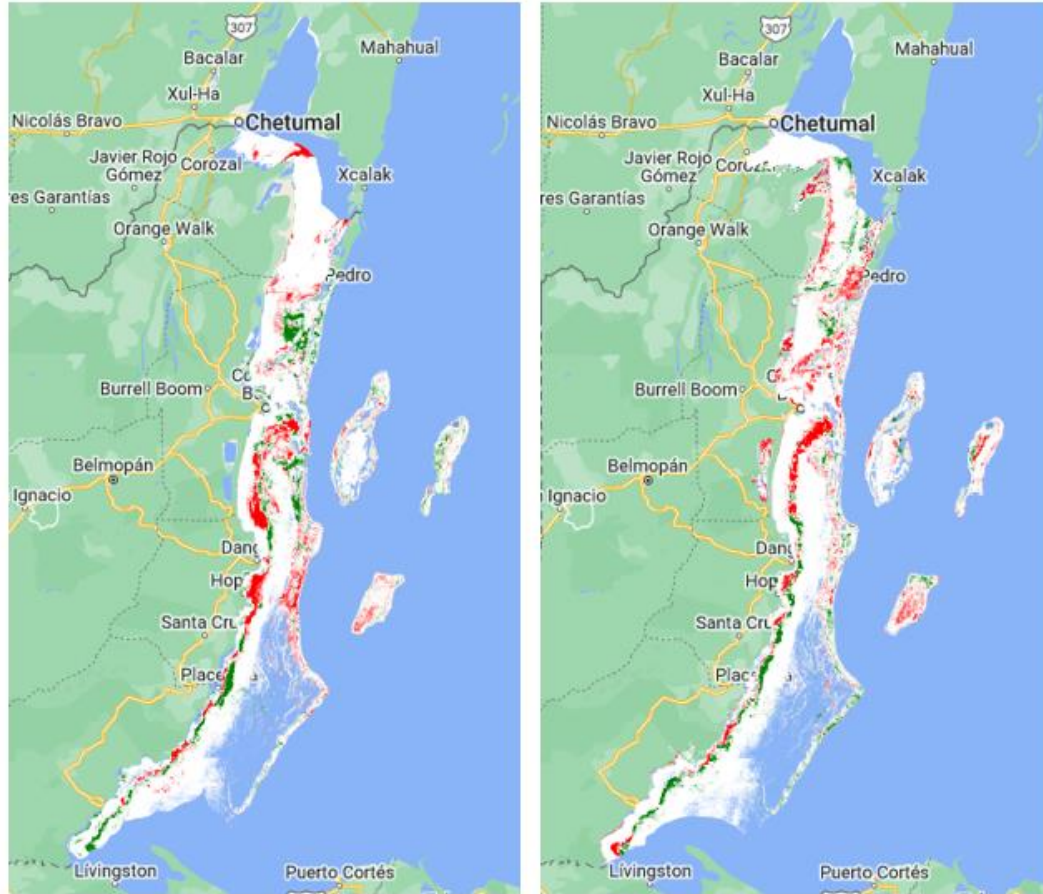 307
Mahahual
Bacalar
Xul-Ha
Nicolás Bravo
Chetumal
Javier Rojo
Gómez
Corozal
Xcalak
res Garantías
Orange Walk
Pedro
Burrell Boom
Belmopán
Ignacio
Dang
Hop
Santa Cru
Place
Livingston
Puerto Cortés
307
Mahahual
Bacalar
Xul-Ha
Nicolás Bravo
Chetumal
Javier Rojo
Gómez
Xcalak
res Garantías
Orange Walk
Pedro
Burrell Boom
Belmopán
Ignacio
Dang
Hop
Santa Cru
Place
Livingston
Puerto Cortés